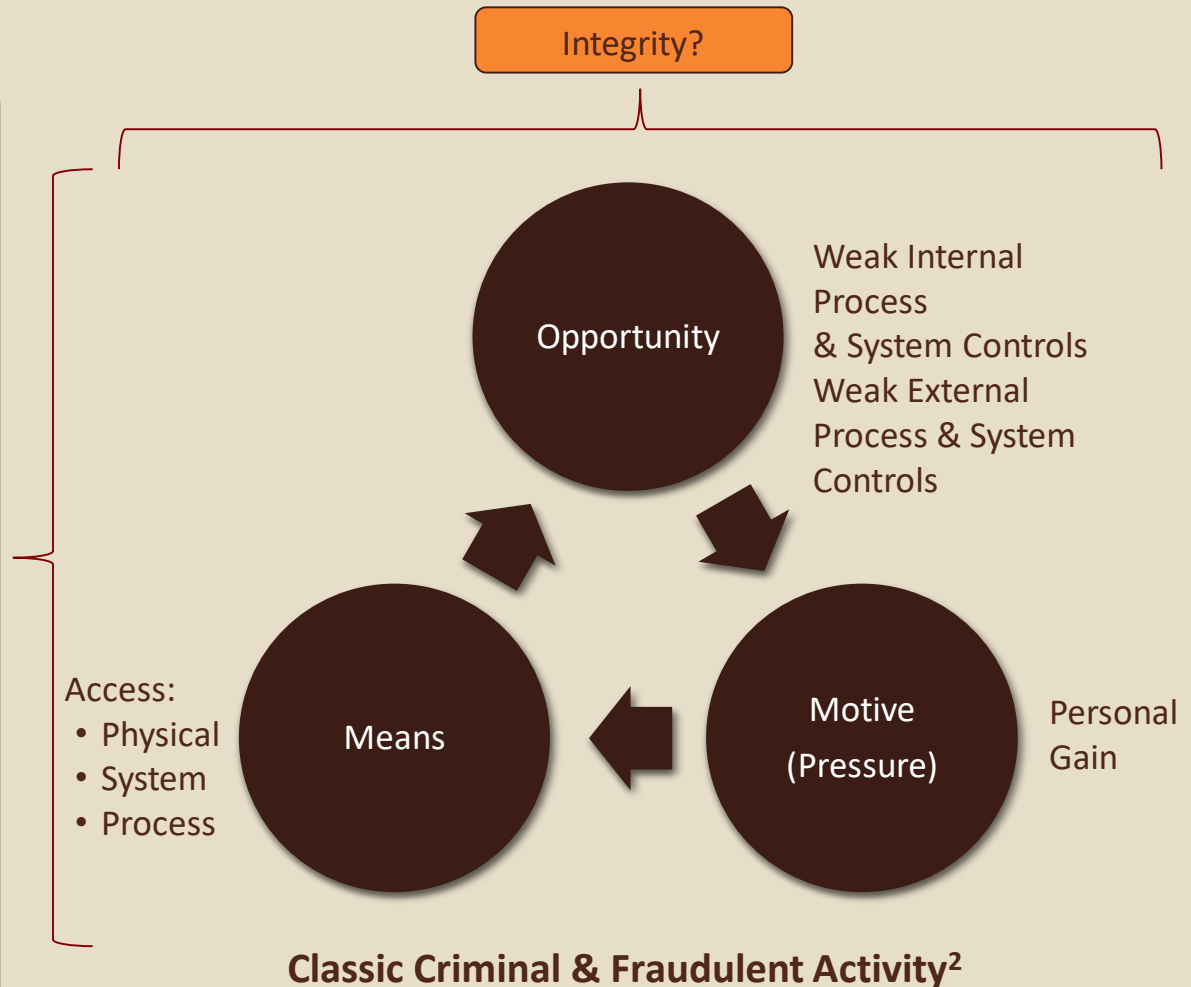 Integrity?
Opportunity
Weak Internal
Process
& System Controls
Weak External
Process & System
Controls
Access:
• Physical
• System
• Process
Means
Motive
(Pressure)
Personal
Gain
Classic Criminal & Fraudulent Activity²